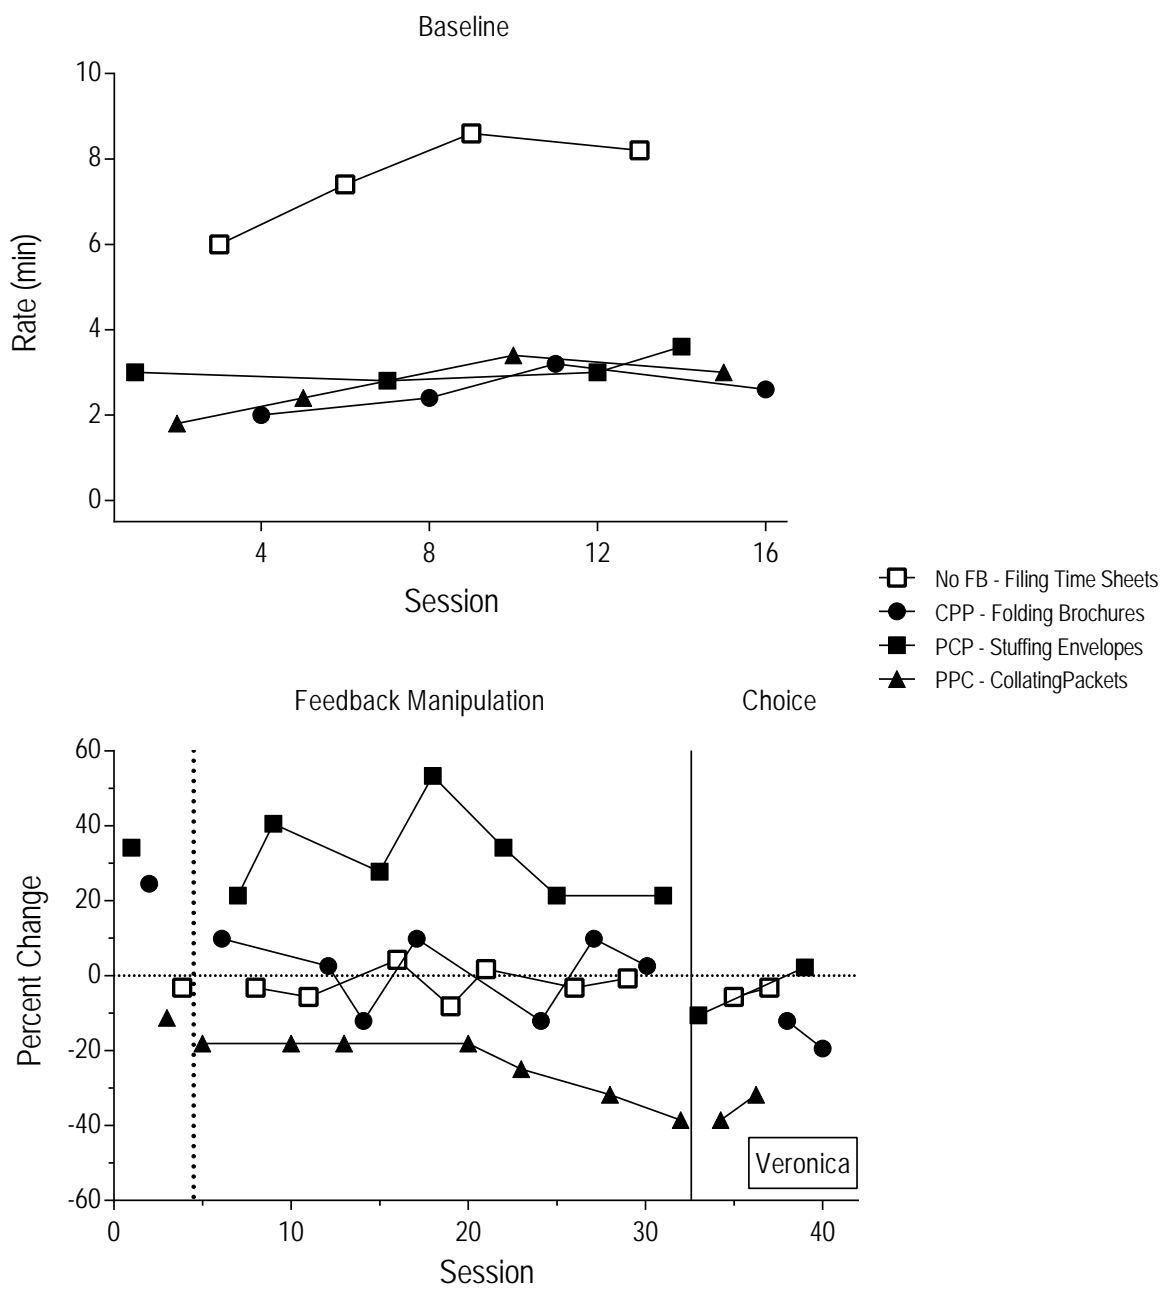 Baseline
10
8
6
4
2
0
Rate (min)
4 8 12 16
Session
No FB - Filing Time Sheets
CPP - Folding Brochures
PCP - Stuffing Envelopes
PPC - CollatingPackets
Feedback Manipulation Choice
60
40
20
0
-20
-40
-60
Percent Change
Veronica
0 10 20 30 40
Session